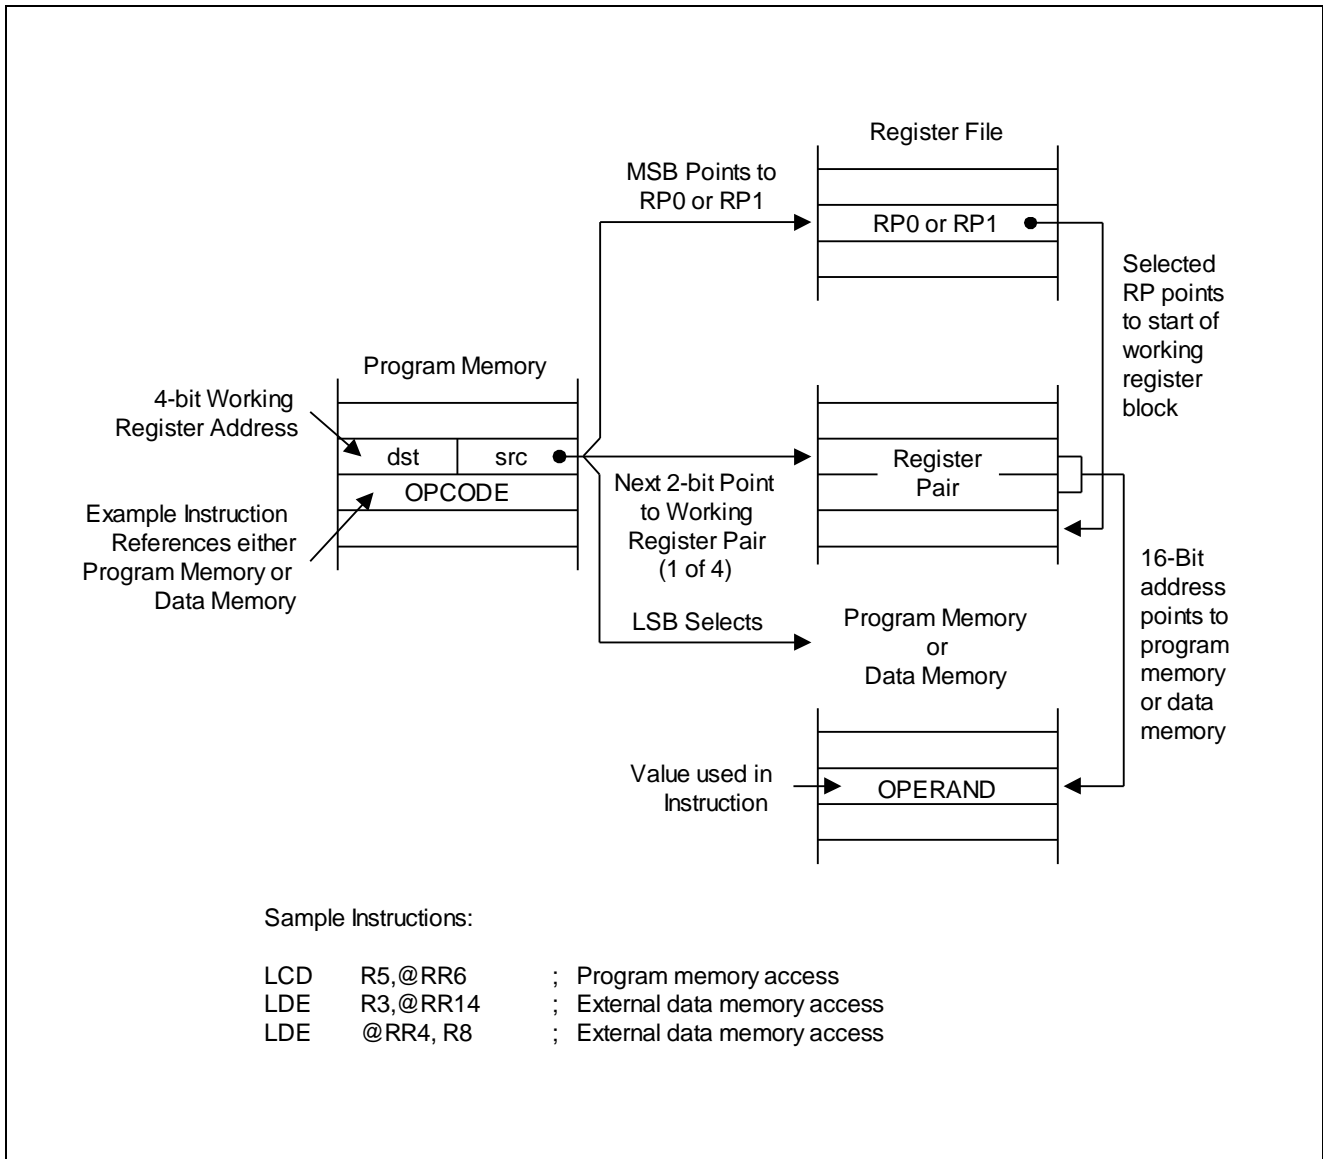 Register File
MSB Points to
RP0 or RP1
RP0 or RP1
Selected
RP points
to start of
working
register
block
Program Memory
4-bit Working
Register Address
dst
src
OPCODE
Example Instruction
References either
Program Memory or
Data Memory
Next 2-bit Point
to Working
Register Pair
(1 of 4)
Register
Pair
LSB Selects
Program Memory
or
Data Memory
16-Bit
address
points to
program
memory
or data
memory
Value used in
Instruction
OPERAND
Sample Instructions:
LCD R5,@RR6 ; Program memory access
LDE R3,@RR14 ; External data memory access
LDE @RR4, R8 ; External data memory access